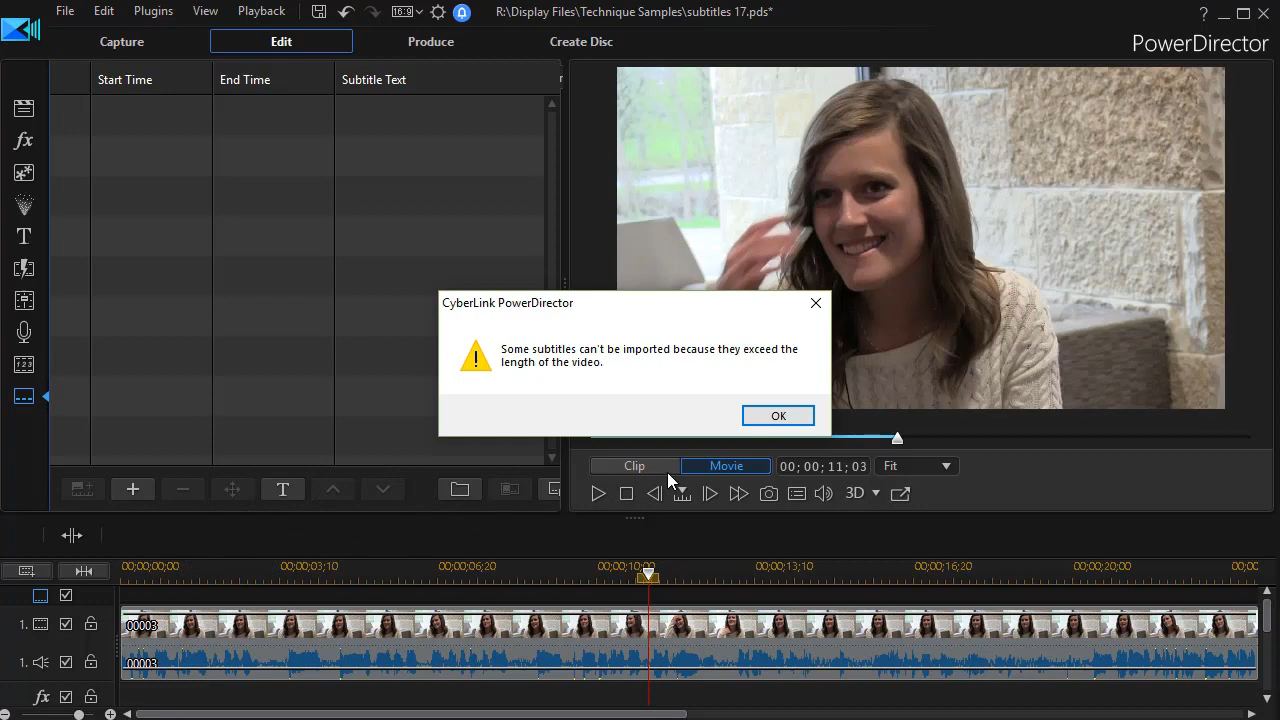 File Edit Plugins View Playback 16:9 R:\Display Files\Technique Samples\subtitles 17.pds* ?
PowerDirector
Capture Edit Produce Create Disc
Start Time End Time Subtitle Text
fx
T
CyberLink PowerDirector
Some subtitles can't be imported because they exceed the
length of the video.
OK
Clip Movie 00; 00; 11; 03 Fit
T
3D
00;00;00;00 00;00;03;10 00;00;06;20 00;00;10;00 00;00;13;10 00;00;16;20 00;00;20;00 00;00
1. 00003
1. 00003
fx